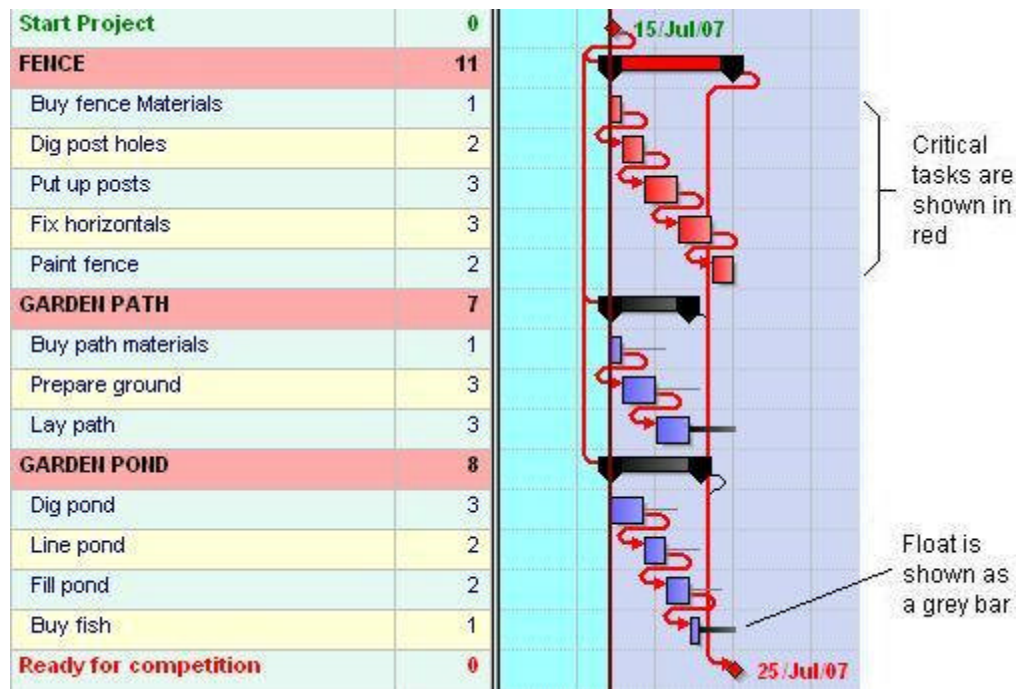 Start Project 0 15/Jul/07
FENCE 11
Buy fence Materials 1
Dig post holes 2
Put up posts 3
Fix horizontals 3
Paint fence 2
Critical
tasks are
shown in
red
GARDEN PATH 7
Buy path materials 1
Prepare ground 3
Lay path 3
GARDEN POND 8
Dig pond 3
Line pond 2
Fill pond 2
Buy fish 1
Float is
shown as
a grey bar
Ready for competition 0 25/Jul/07